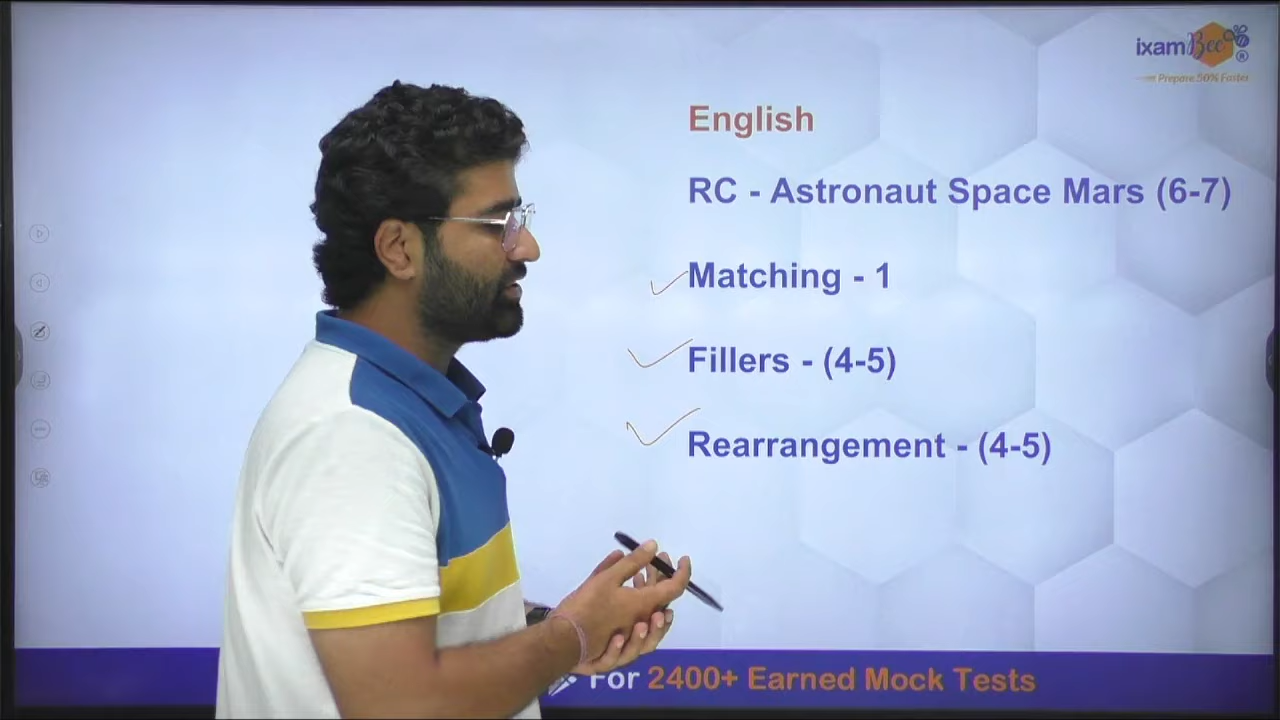 ixamBee
Prepare 50% Faster
English
RC - Astronaut Space Mars (6-7)
Matching - 1
Fillers - (4-5)
Rearrangement - (4-5)
For 2400+ Earned Mock Tests